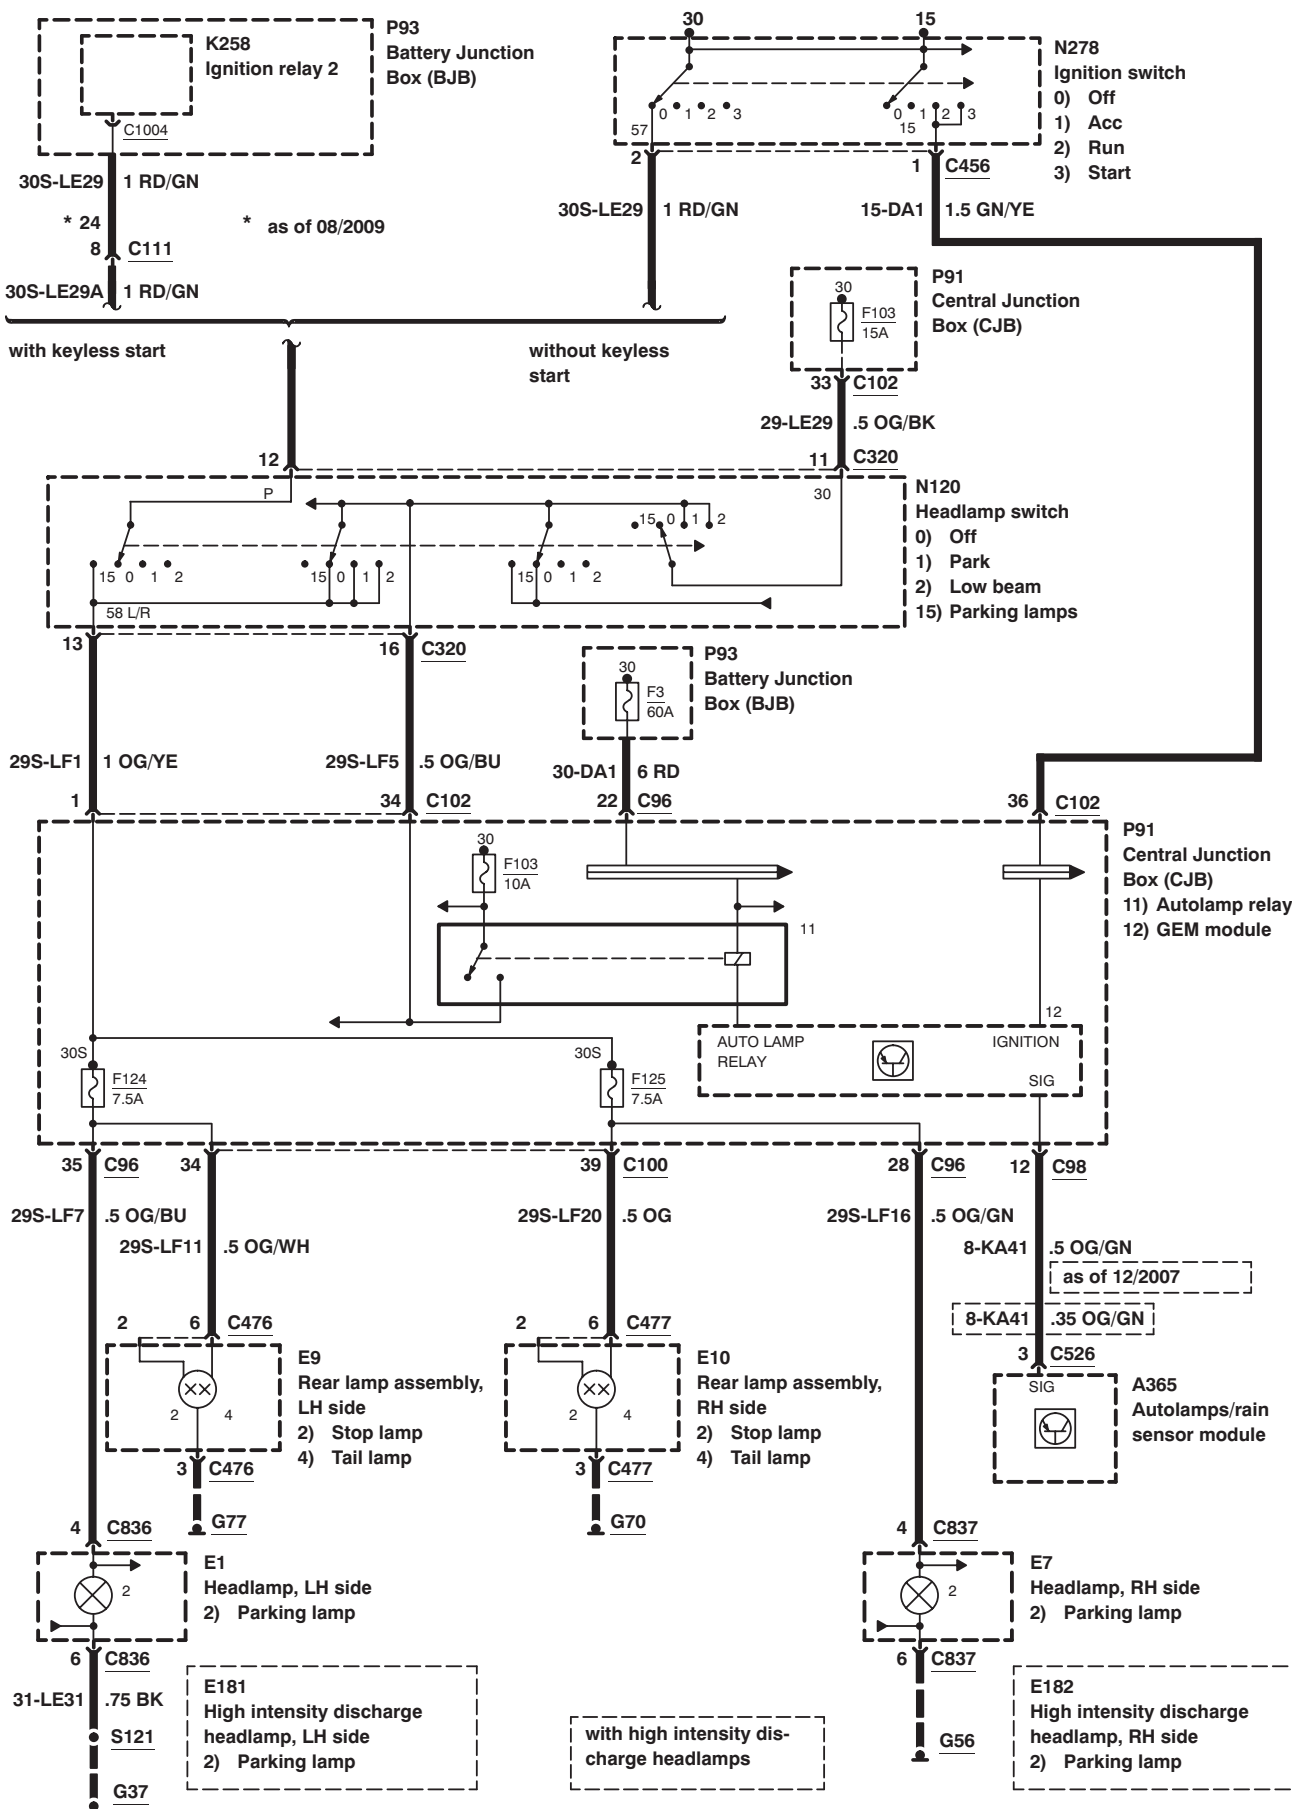 K258
Ignition relay 2
C1004
P93
Battery Junction
Box (BJB)
30S-LE29 1 RD/GN
* 24
8 C111
* as of 08/2009
30S-LE29A 1 RD/GN
with keyless start
without keyless
start
30 15
0 1 2 3
57
0 1 2 3
15
N278
Ignition switch
0) Off
1) Acc
2) Run
3) Start
2
1 C456
30S-LE29 1 RD/GN
15-DA1 1.5 GN/YE
30
F103
15A
P91
Central Junction
Box (CJB)
33 C102
29-LE29 .5 OG/BK
12
11 C320
P
30
15 0 1 2
15 0 1 2
15 0 1 2
15 0 1 2
58 L/R
N120
Headlamp switch
0) Off
1) Park
2) Low beam
15) Parking lamps
13
16 C320
30
F3
60A
P93
Battery Junction
Box (BJB)
29S-LF1 1 OG/YE
29S-LF5 .5 OG/BU
30-DA1 6 RD
1
34 C102
22 C96
36 C102
P91
Central Junction
Box (CJB)
11) Autolamp relay
12) GEM module
30
F103
10A
11
12
AUTO LAMP
RELAY
IGNITION
SIG
30S
F124
7.5A
30S
F125
7.5A
35 C96
34
39 C100
28 C96
12 C98
29S-LF7 .5 OG/BU
29S-LF20 .5 OG
29S-LF16 .5 OG/GN
29S-LF11 .5 OG/WH
8-KA41 .5 OG/GN
as of 12/2007
8-KA41 .35 OG/GN
2 6 C476
2 6 C477
3 C526
2 4
E9
Rear lamp assembly,
LH side
2) Stop lamp
4) Tail lamp
2 4
E10
Rear lamp assembly,
RH side
2) Stop lamp
4) Tail lamp
SIG
A365
Autolamps/rain
sensor module
3 C476
3 C477
G77
G70
4 C836
4 C837
2
E1
Headlamp, LH side
2) Parking lamp
2
E7
Headlamp, RH side
2) Parking lamp
6 C836
6 C837
31-LE31 .75 BK
S121
G37
E181
High intensity discharge
headlamp, LH side
2) Parking lamp
with high intensity dis-
charge headlamps
G56
E182
High intensity discharge
headlamp, RH side
2) Parking lamp